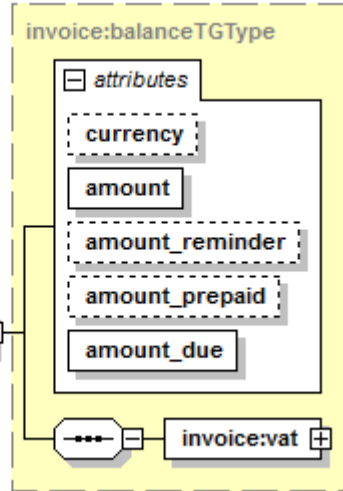 invoice:balanceTGType
attributes
currency
amount
amount_reminder
amount_prepaid
amount_due
invoice:vat